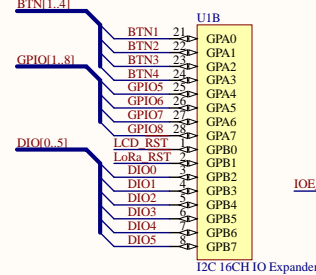 BTN[1..4]
U1B
BTN1 21 GPA0
BTN2 22 GPA1
BTN3 23 GPA2
GPIO[1..8]
BTN4 24 GPA3
GPIO5 25 GPA4
GPIO6 26 GPA5
GPIO7 27 GPA6
GPIO8 28 GPA7
LCD_RST 1 GPB0
DIO[0..5]
LoRa_RST 2 GPB1
DIO0 3 GPB2
DIO1 4 GPB3
IOE
DIO2 5 GPB4
DIO3 6 GPB5
DIO4 7 GPB6
DIO5 8 GPB7
I2C 16CH IO Expander